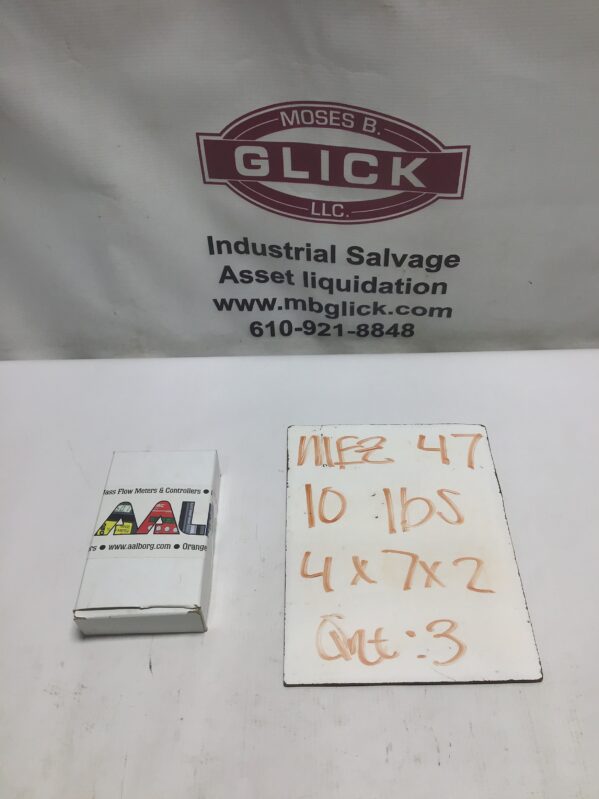 MOSES B.
GLICK
LLC.
Industrial Salvage
Asset liquidation
www.mbglick.com
610-921-8848
Mass Flow Meters & Controllers •
AAL
rs • www.aalborg.com • Orange
47
10 lbs
4 x 7 x 2
Qnt: 3